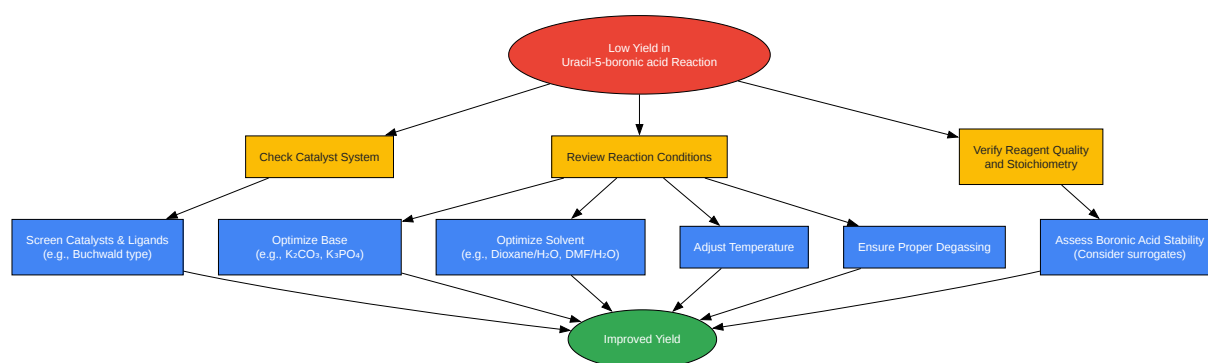 Low Yield in
Uracil-5-boronic acid Reaction
Check Catalyst System
Review Reaction Conditions
Verify Reagent Quality
and Stoichiometry
Screen Catalysts & Ligands
(e.g., Buchwald type)
Optimize Base
(e.g., K₂CO₃, K₃PO₄)
Optimize Solvent
(e.g., Dioxane/H₂O, DMF/H₂O)
Adjust Temperature
Ensure Proper Degassing
Assess Boronic Acid Stability
(Consider surrogates)
Improved Yield